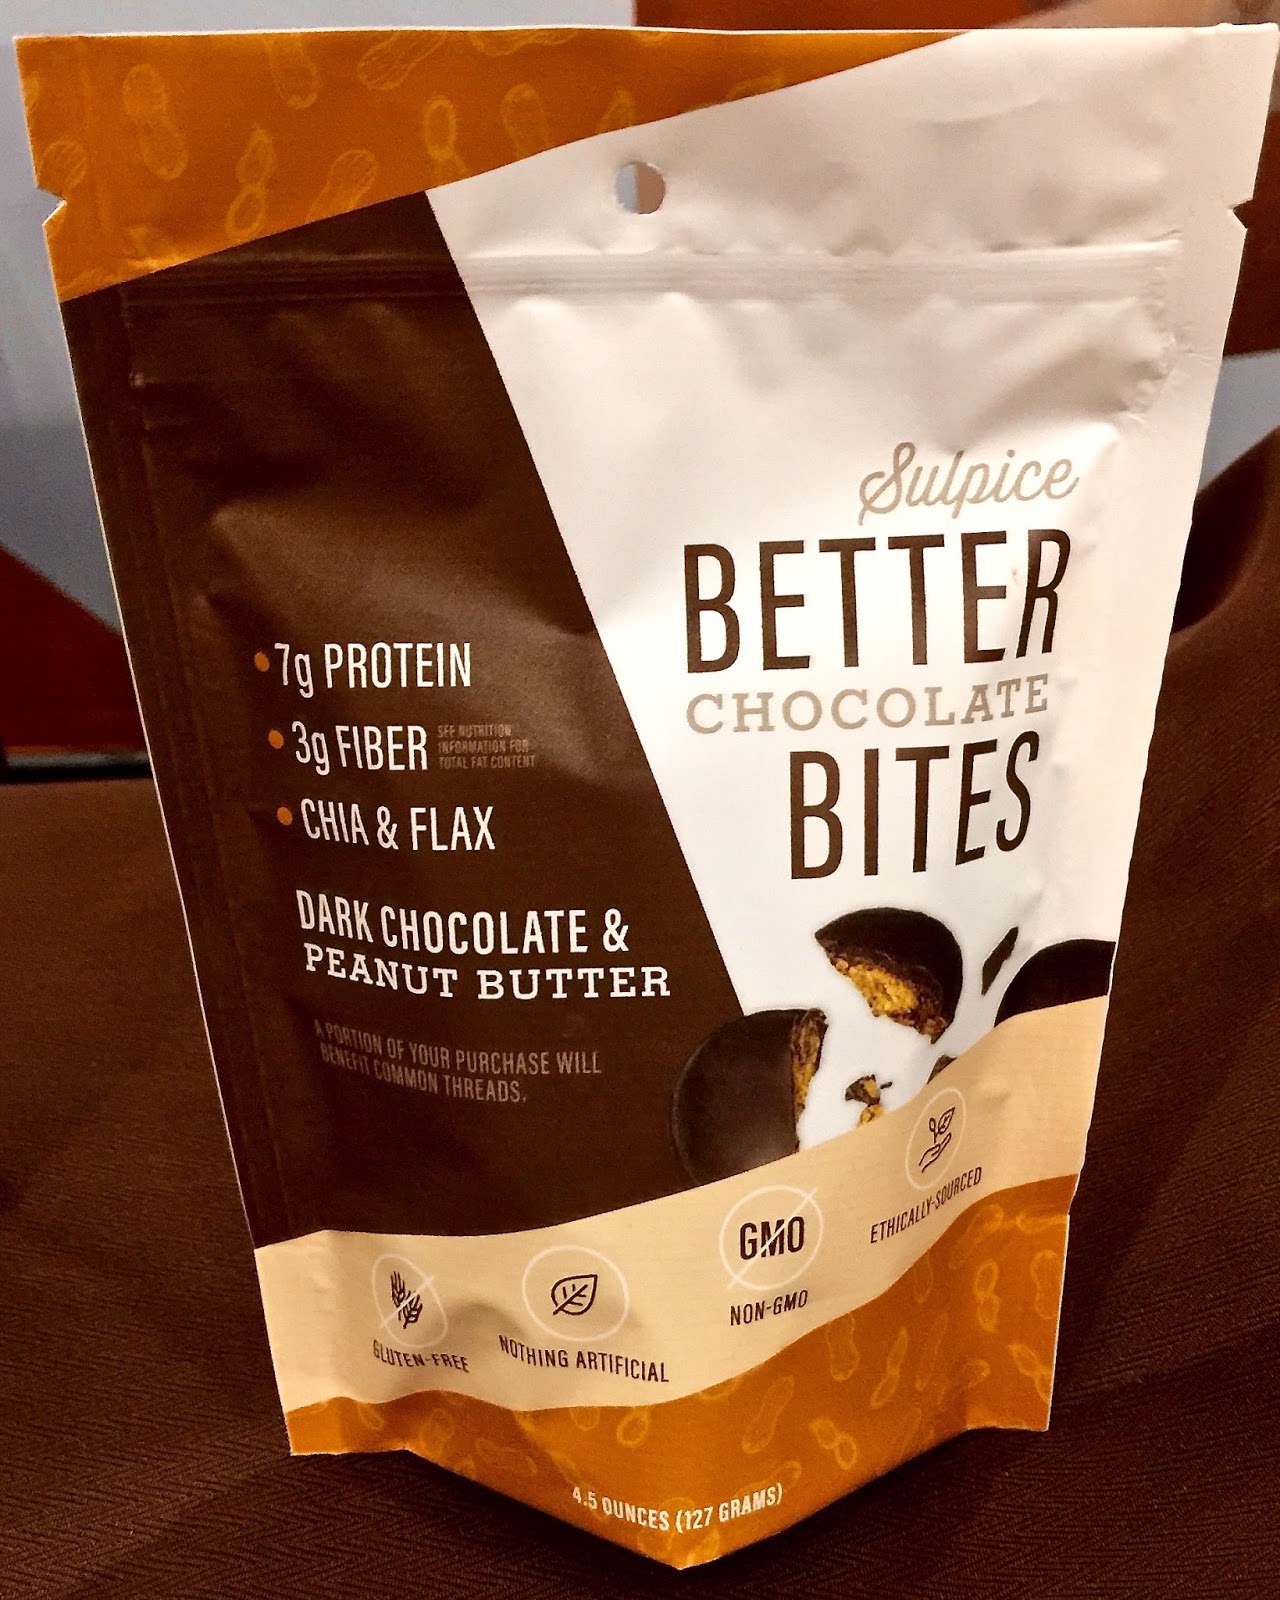 Sulpice
BETTER
CHOCOLATE
BITES
7g PROTEIN
3g FIBER
SEE NUTRITION
INFORMATION FOR
TOTAL FAT CONTENT
CHIA & FLAX
DARK CHOCOLATE &
PEANUT BUTTER
A PORTION OF YOUR PURCHASE WILL
BENEFIT COMMON THREADS.
GLUTEN-FREE
NOTHING ARTIFICIAL
GMO
NON-GMO
ETHICALLY-SOURCED
4.5 OUNCES (127 GRAMS)